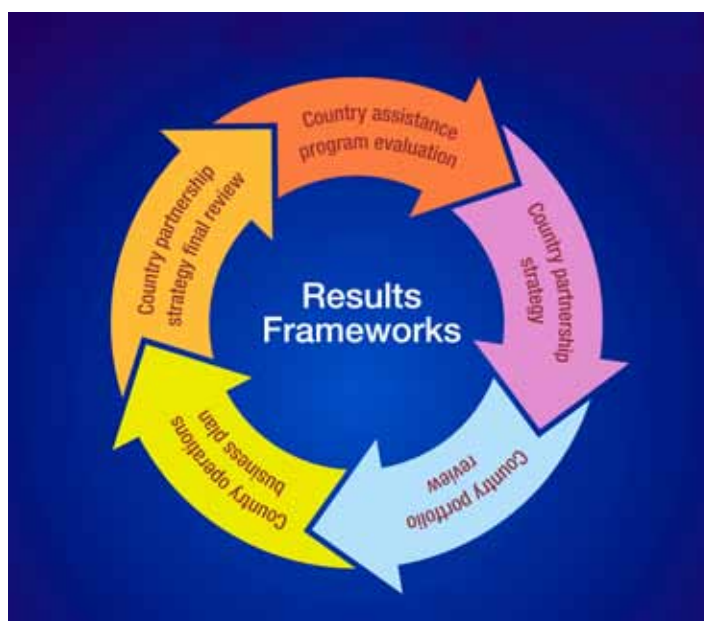 Country assistance
program evaluation
Country partnership
strategy
Country portfolio
review
Country operations
business plan
Country partnership
strategy final review
Results
Frameworks